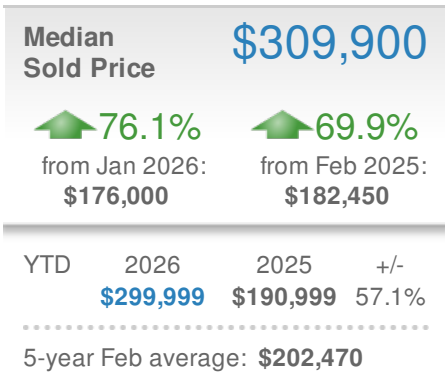 Median
Sold Price
$309,900
76.1% 69.9%
from Jan 2026: from Feb 2025:
$176,000 $182,450
YTD 2026 2025 +/-
$299,999 $190,999 57.1%
5-year Feb average: $202,470